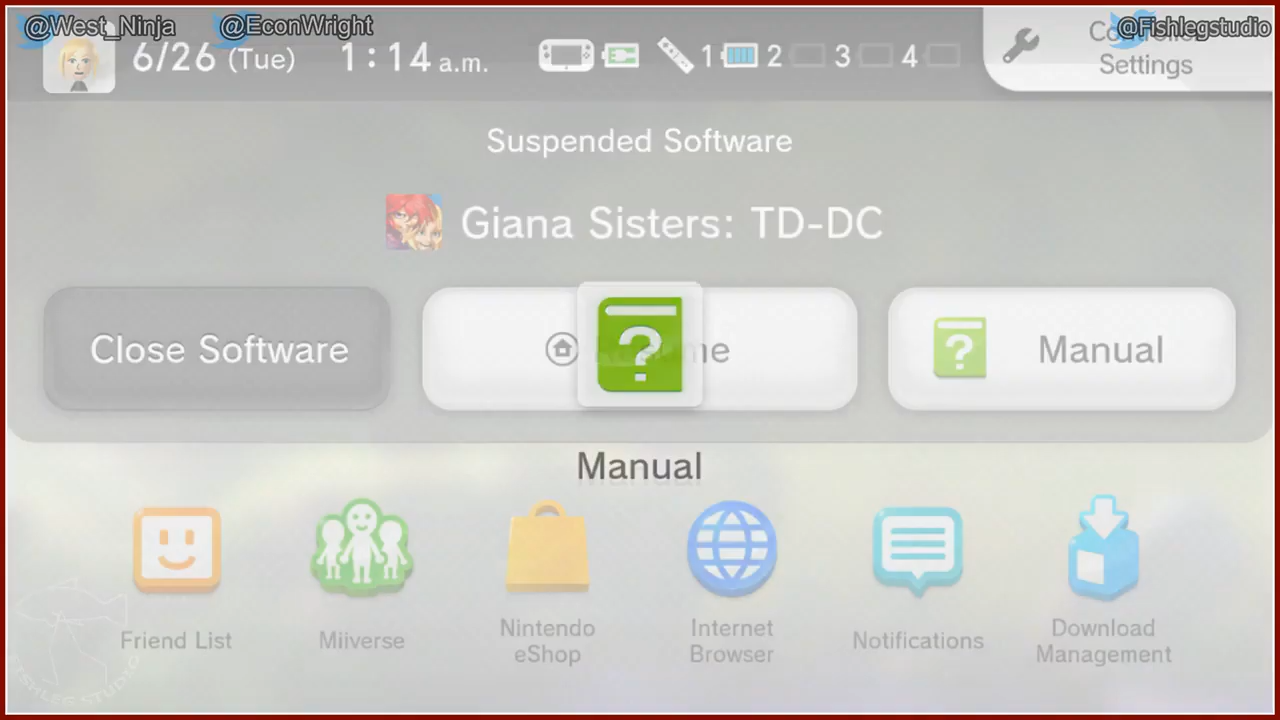 @West_Ninja @EconWright @Fishlegstudio
6/26 (Tue) 1:14 a.m. 1 2 3 4
Settings
Suspended Software
Giana Sisters: TD-DC
Close Software
Manual
Manual
Friend List
Miiverse
Nintendo
eShop
Internet
Browser
Notifications
Download
Management